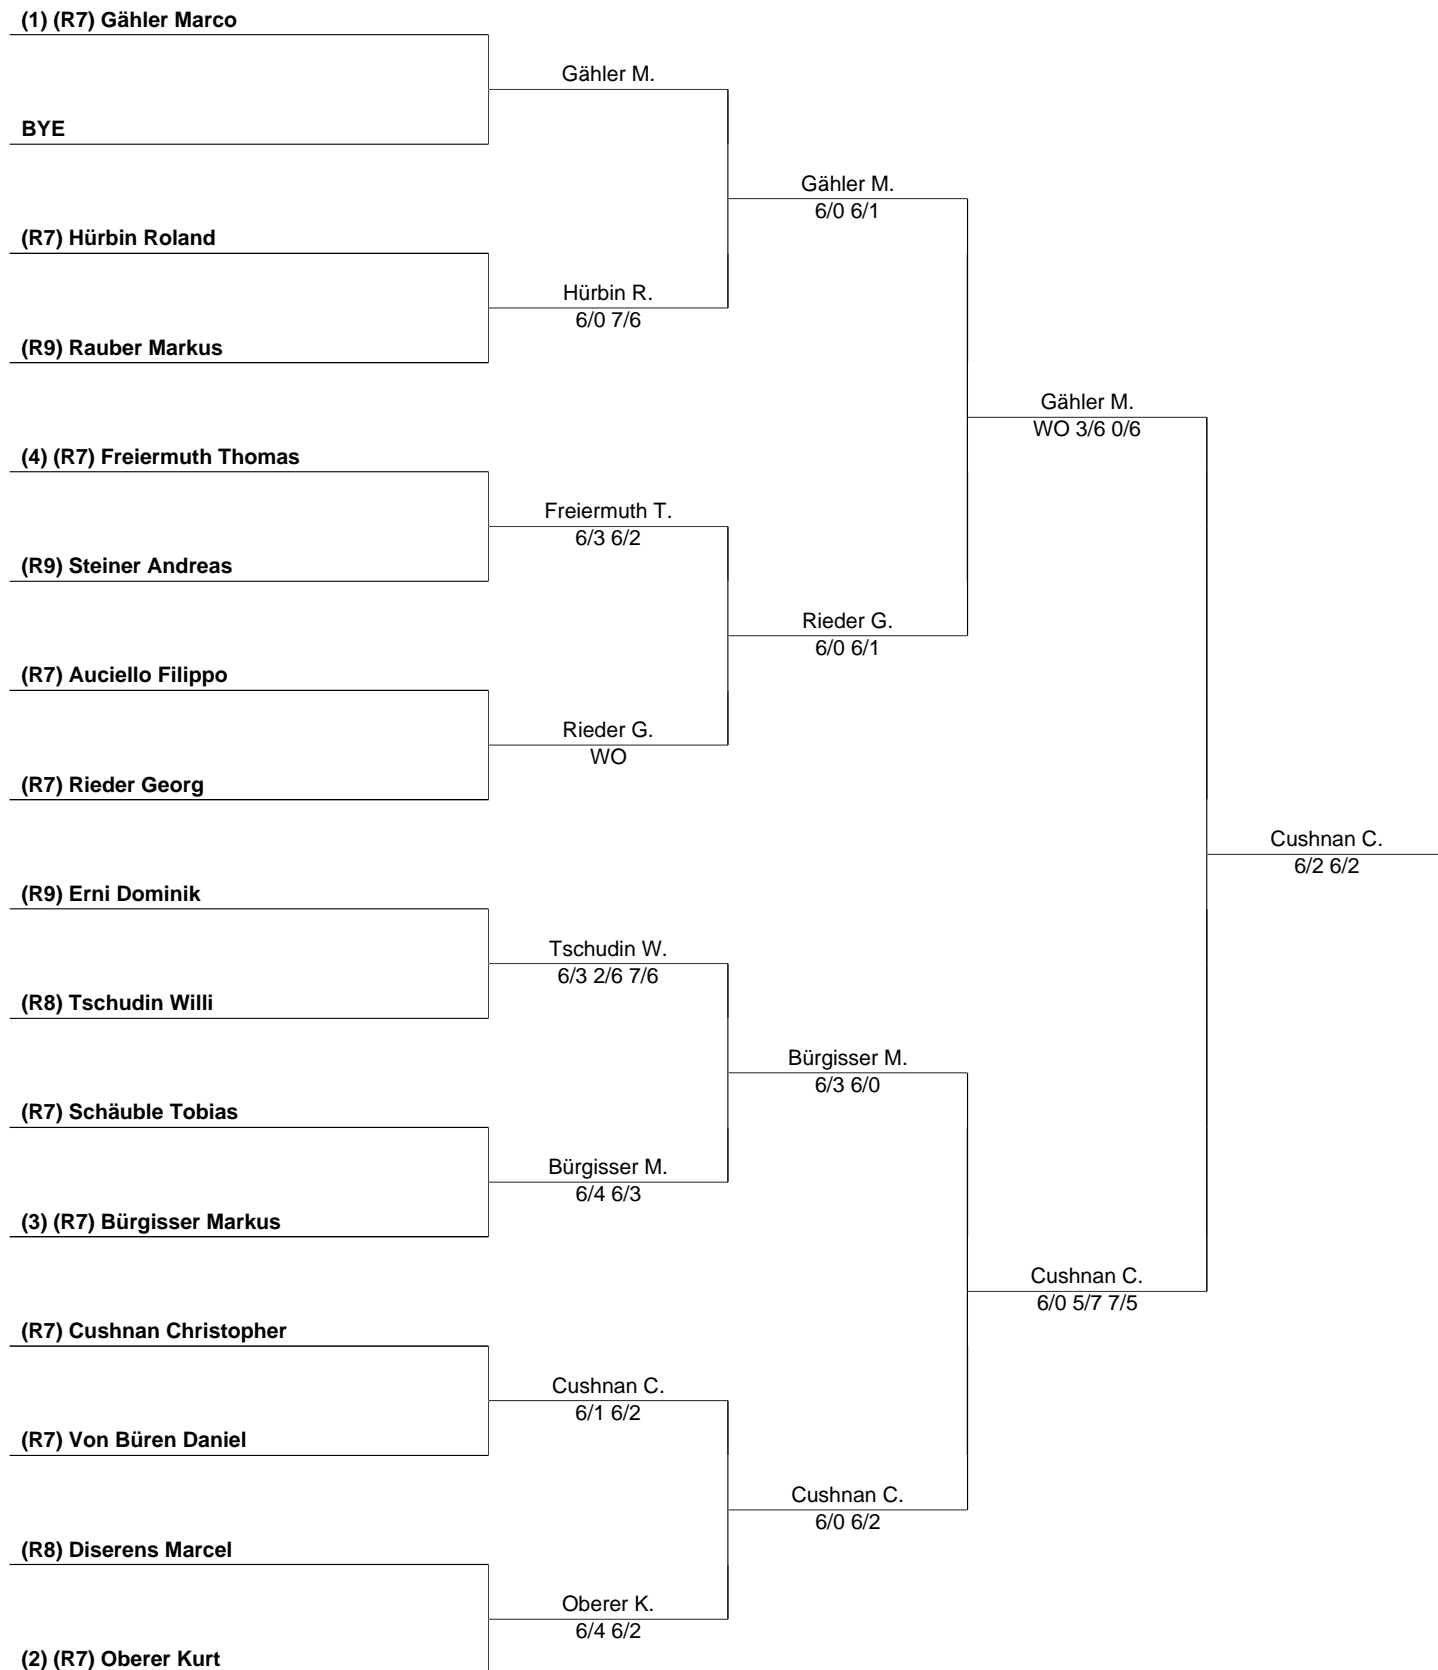 (1) (R7) Gähler Marco
Gähler M.
BYE
Gähler M.
6/0 6/1
(R7) Hürbin Roland
Hürbin R.
6/0 7/6
(R9) Rauber Markus
Gähler M.
WO 3/6 0/6
(4) (R7) Freiermuth Thomas
Freiermuth T.
6/3 6/2
(R9) Steiner Andreas
Rieder G.
6/0 6/1
(R7) Auciello Filippo
Rieder G.
WO
(R7) Rieder Georg
Cushnan C.
6/2 6/2
(R9) Erni Dominik
Tschudin W.
6/3 2/6 7/6
(R8) Tschudin Willi
Bürgisser M.
6/3 6/0
(R7) Schäuble Tobias
Bürgisser M.
6/4 6/3
(3) (R7) Bürgisser Markus
Cushnan C.
6/0 5/7 7/5
(R7) Cushnan Christopher
Cushnan C.
6/1 6/2
(R7) Von Büren Daniel
Cushnan C.
6/0 6/2
(R8) Diserens Marcel
Oberer K.
6/4 6/2
(2) (R7) Oberer Kurt